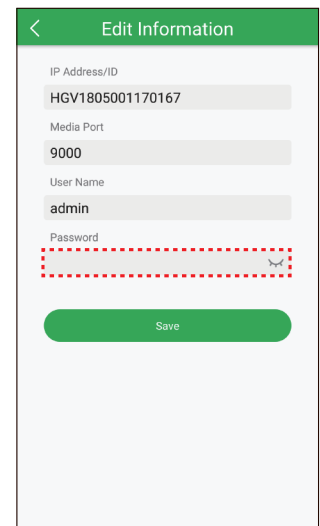 Edit Information
IP Address/ID
HGV1805001170167
Media Port
9000
User Name
admin
Password
Save